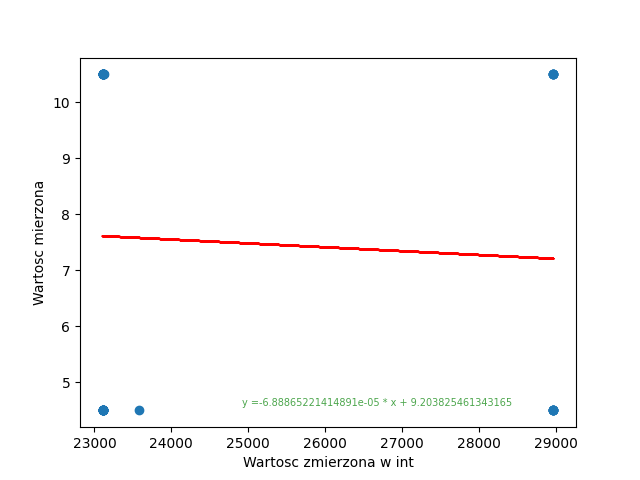 10
9
8
7
6
5
Wartosc mierzona
y =-6.88865221414891e-05 * x + 9.203825461343165
23000 24000 25000 26000 27000 28000 29000
Wartosc zmierzona w int